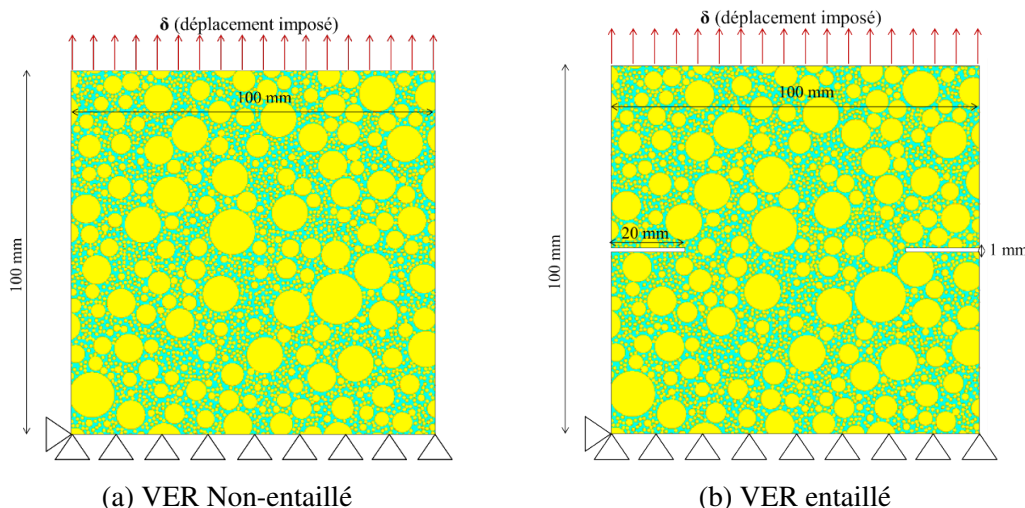 δ (déplacement imposé)
100 mm
100 mm
(a) VER Non-entaillé
δ (déplacement imposé)
100 mm
20 mm
1 mm
100 mm
(b) VER entaillé